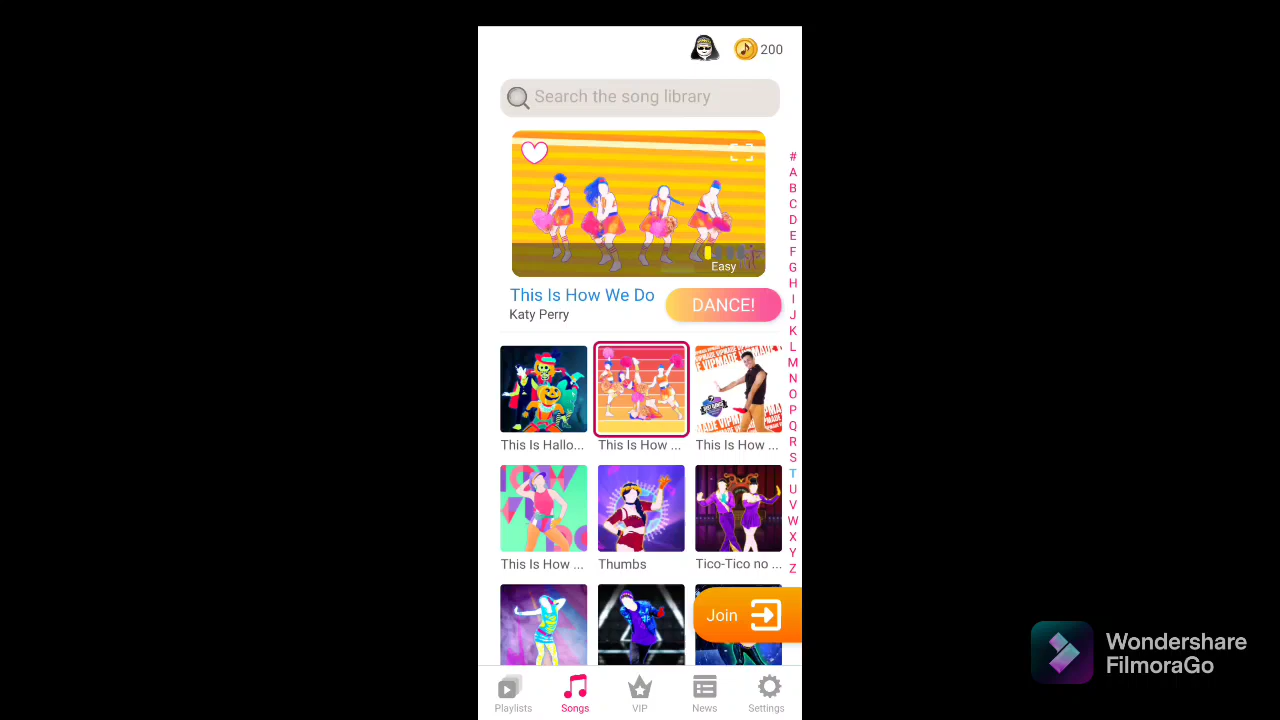 200
Search the song library
Easy
This Is How We Do
DANCE!
Katy Perry
#
A
B
C
D
E
F
G
H
I
J
K
L
M
N
O
P
Q
R
S
T
U
V
W
X
Y
Z
This Is Hallo...
This Is How ...
This Is How ...
This Is How ...
Thumbs
Tico-Tico no ...
Join
Playlists
Songs
VIP
News
Settings
Wondershare
FilmoraGo